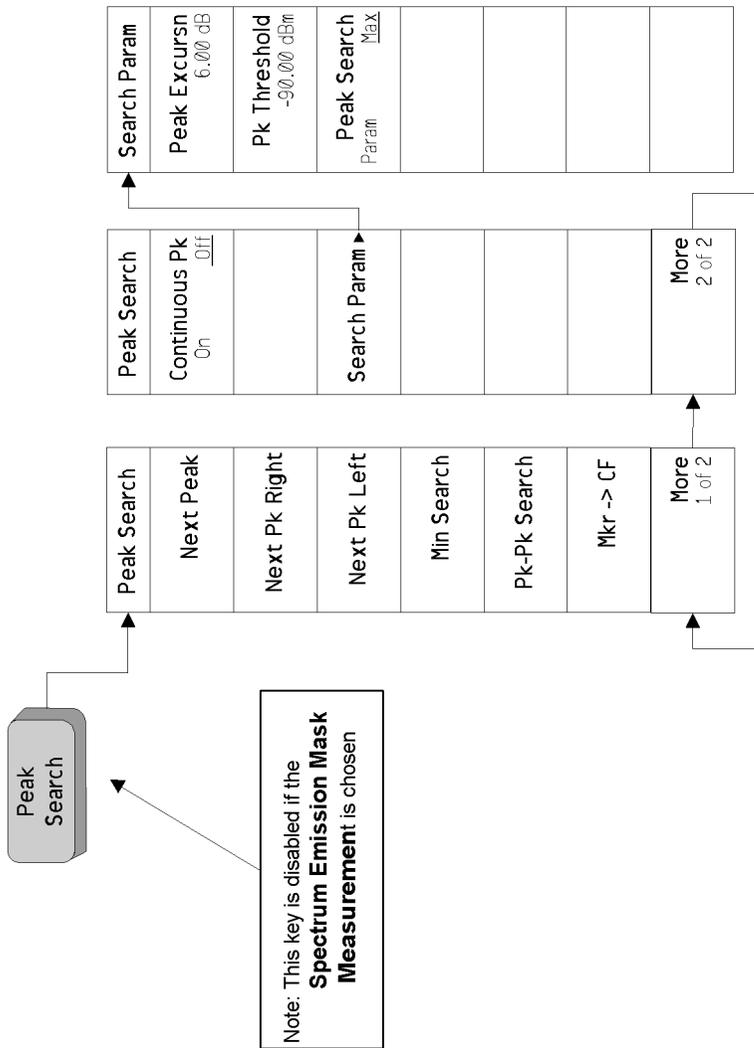 Peak
Search
Note: This key is disabled if the
Spectrum Emission Mask
Measurement is chosen
Peak Search
Next Peak
Next Pk Right
Next Pk Left
Min Search
Pk-Pk Search
Mkr -> CF
More
1 of 2
Peak Search
Continuous Pk
On Off
Search Param
More
2 of 2
Search Param
Peak Excursn
6.00 dB
Pk Threshold
-90.00 dBm
Peak Search
Param Max